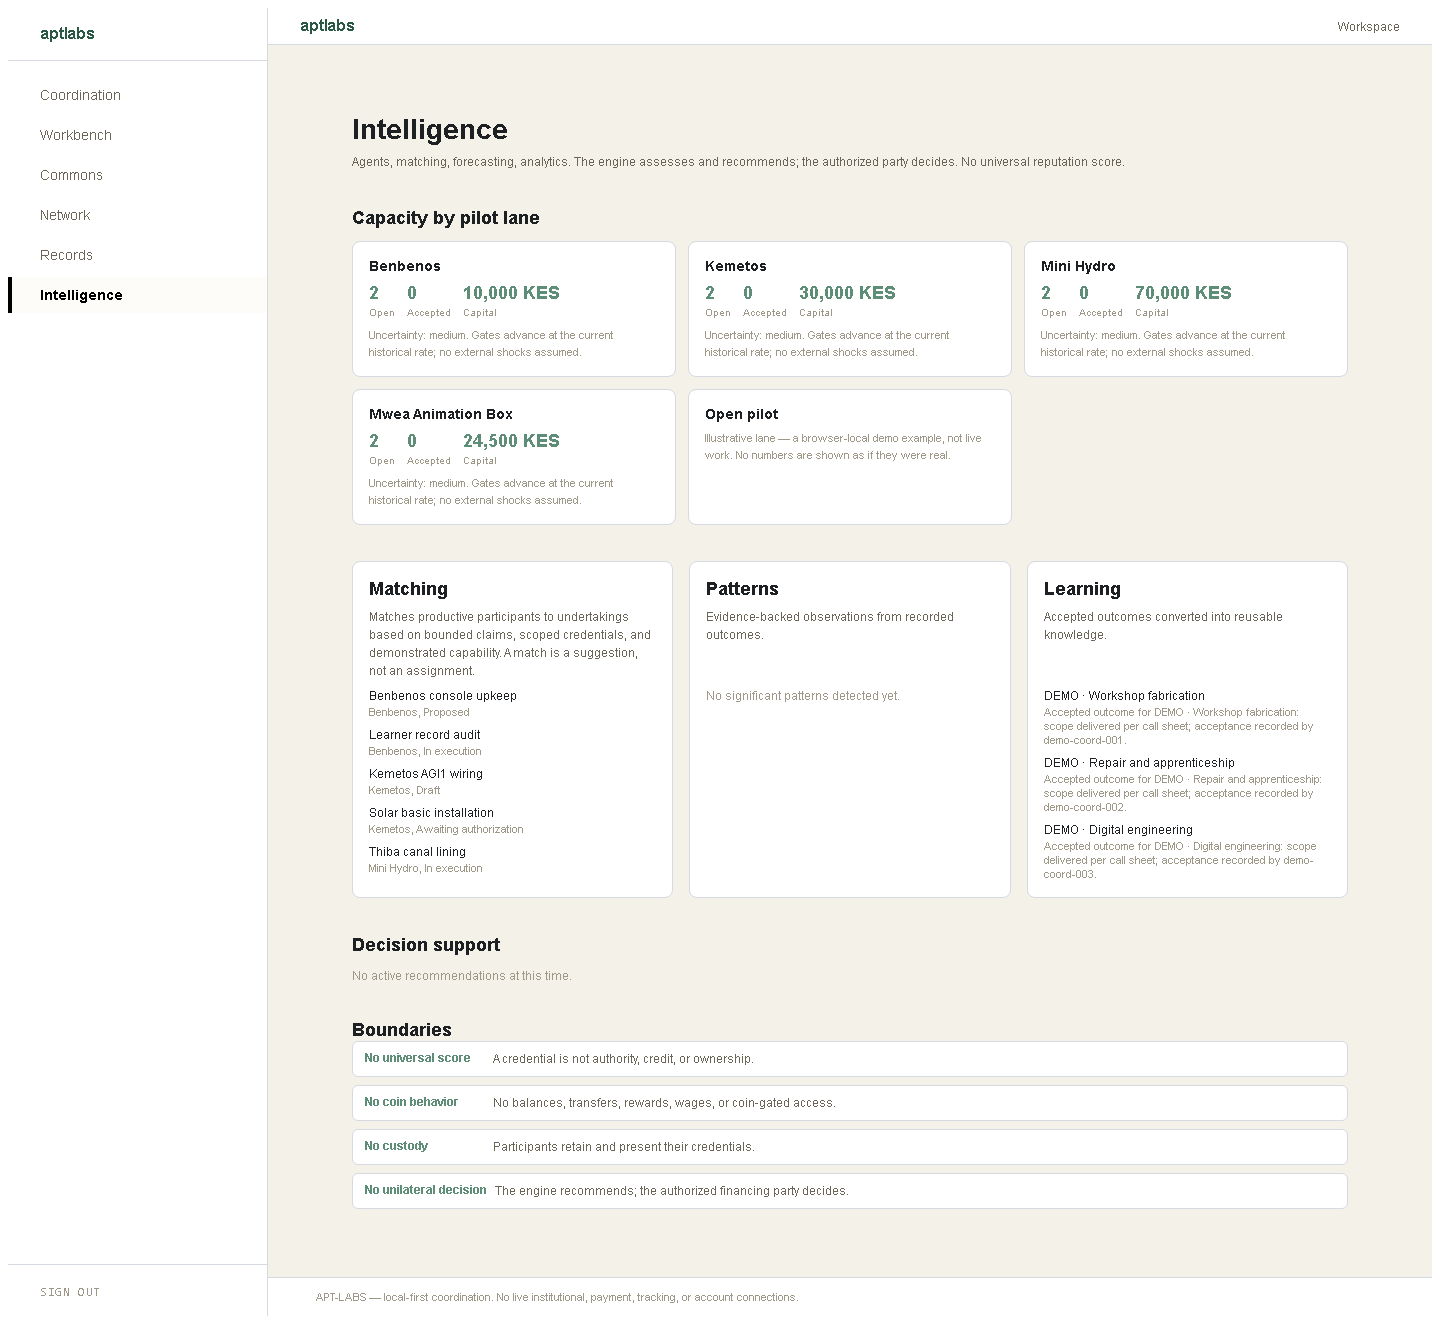 aptlabs
Coordination
Workbench
Commons
Network
Records
Intelligence
SIGN OUT
aptlabs
Workspace
Intelligence
Agents, matching, forecasting, analytics. The engine assesses and recommends; the authorized party decides. No universal reputation score.
Capacity by pilot lane
Benbenos
2 0 10,000 KES
Open Accepted Capital
Uncertainty: medium. Gates advance at the current
historical rate; no external shocks assumed.
Kemetos
2 0 30,000 KES
Open Accepted Capital
Uncertainty: medium. Gates advance at the current
historical rate; no external shocks assumed.
Mini Hydro
2 0 70,000 KES
Open Accepted Capital
Uncertainty: medium. Gates advance at the current
historical rate; no external shocks assumed.
Mwea Animation Box
2 0 24,500 KES
Open Accepted Capital
Uncertainty: medium. Gates advance at the current
historical rate; no external shocks assumed.
Open pilot
Illustrative lane — a browser-local demo example, not live
work. No numbers are shown as if they were real.
Matching
Matches productive participants to undertakings
based on bounded claims, scoped credentials, and
demonstrated capability. A match is a suggestion,
not an assignment.
Benbenos console upkeep
Benbenos, Proposed
Learner record audit
Benbenos, In execution
Kemetos AGI1 wiring
Kemetos, Draft
Solar basic installation
Kemetos, Awaiting authorization
Thiba canal lining
Mini Hydro, In execution
Patterns
Evidence-backed observations from recorded
outcomes.
No significant patterns detected yet.
Learning
Accepted outcomes converted into reusable
knowledge.
DEMO · Workshop fabrication
Accepted outcome for DEMO · Workshop fabrication:
scope delivered per call sheet; acceptance recorded by
demo-coord-001.
DEMO · Repair and apprenticeship
Accepted outcome for DEMO · Repair and apprenticeship:
scope delivered per call sheet; acceptance recorded by
demo-coord-002.
DEMO · Digital engineering
Accepted outcome for DEMO · Digital engineering: scope
delivered per call sheet; acceptance recorded by demo-
coord-003.
Decision support
No active recommendations at this time.
Boundaries
No universal score A credential is not authority, credit, or ownership.
No coin behavior No balances, transfers, rewards, wages, or coin-gated access.
No custody Participants retain and present their credentials.
No unilateral decision The engine recommends; the authorized financing party decides.
APT-LABS — local-first coordination. No live institutional, payment, tracking, or account connections.